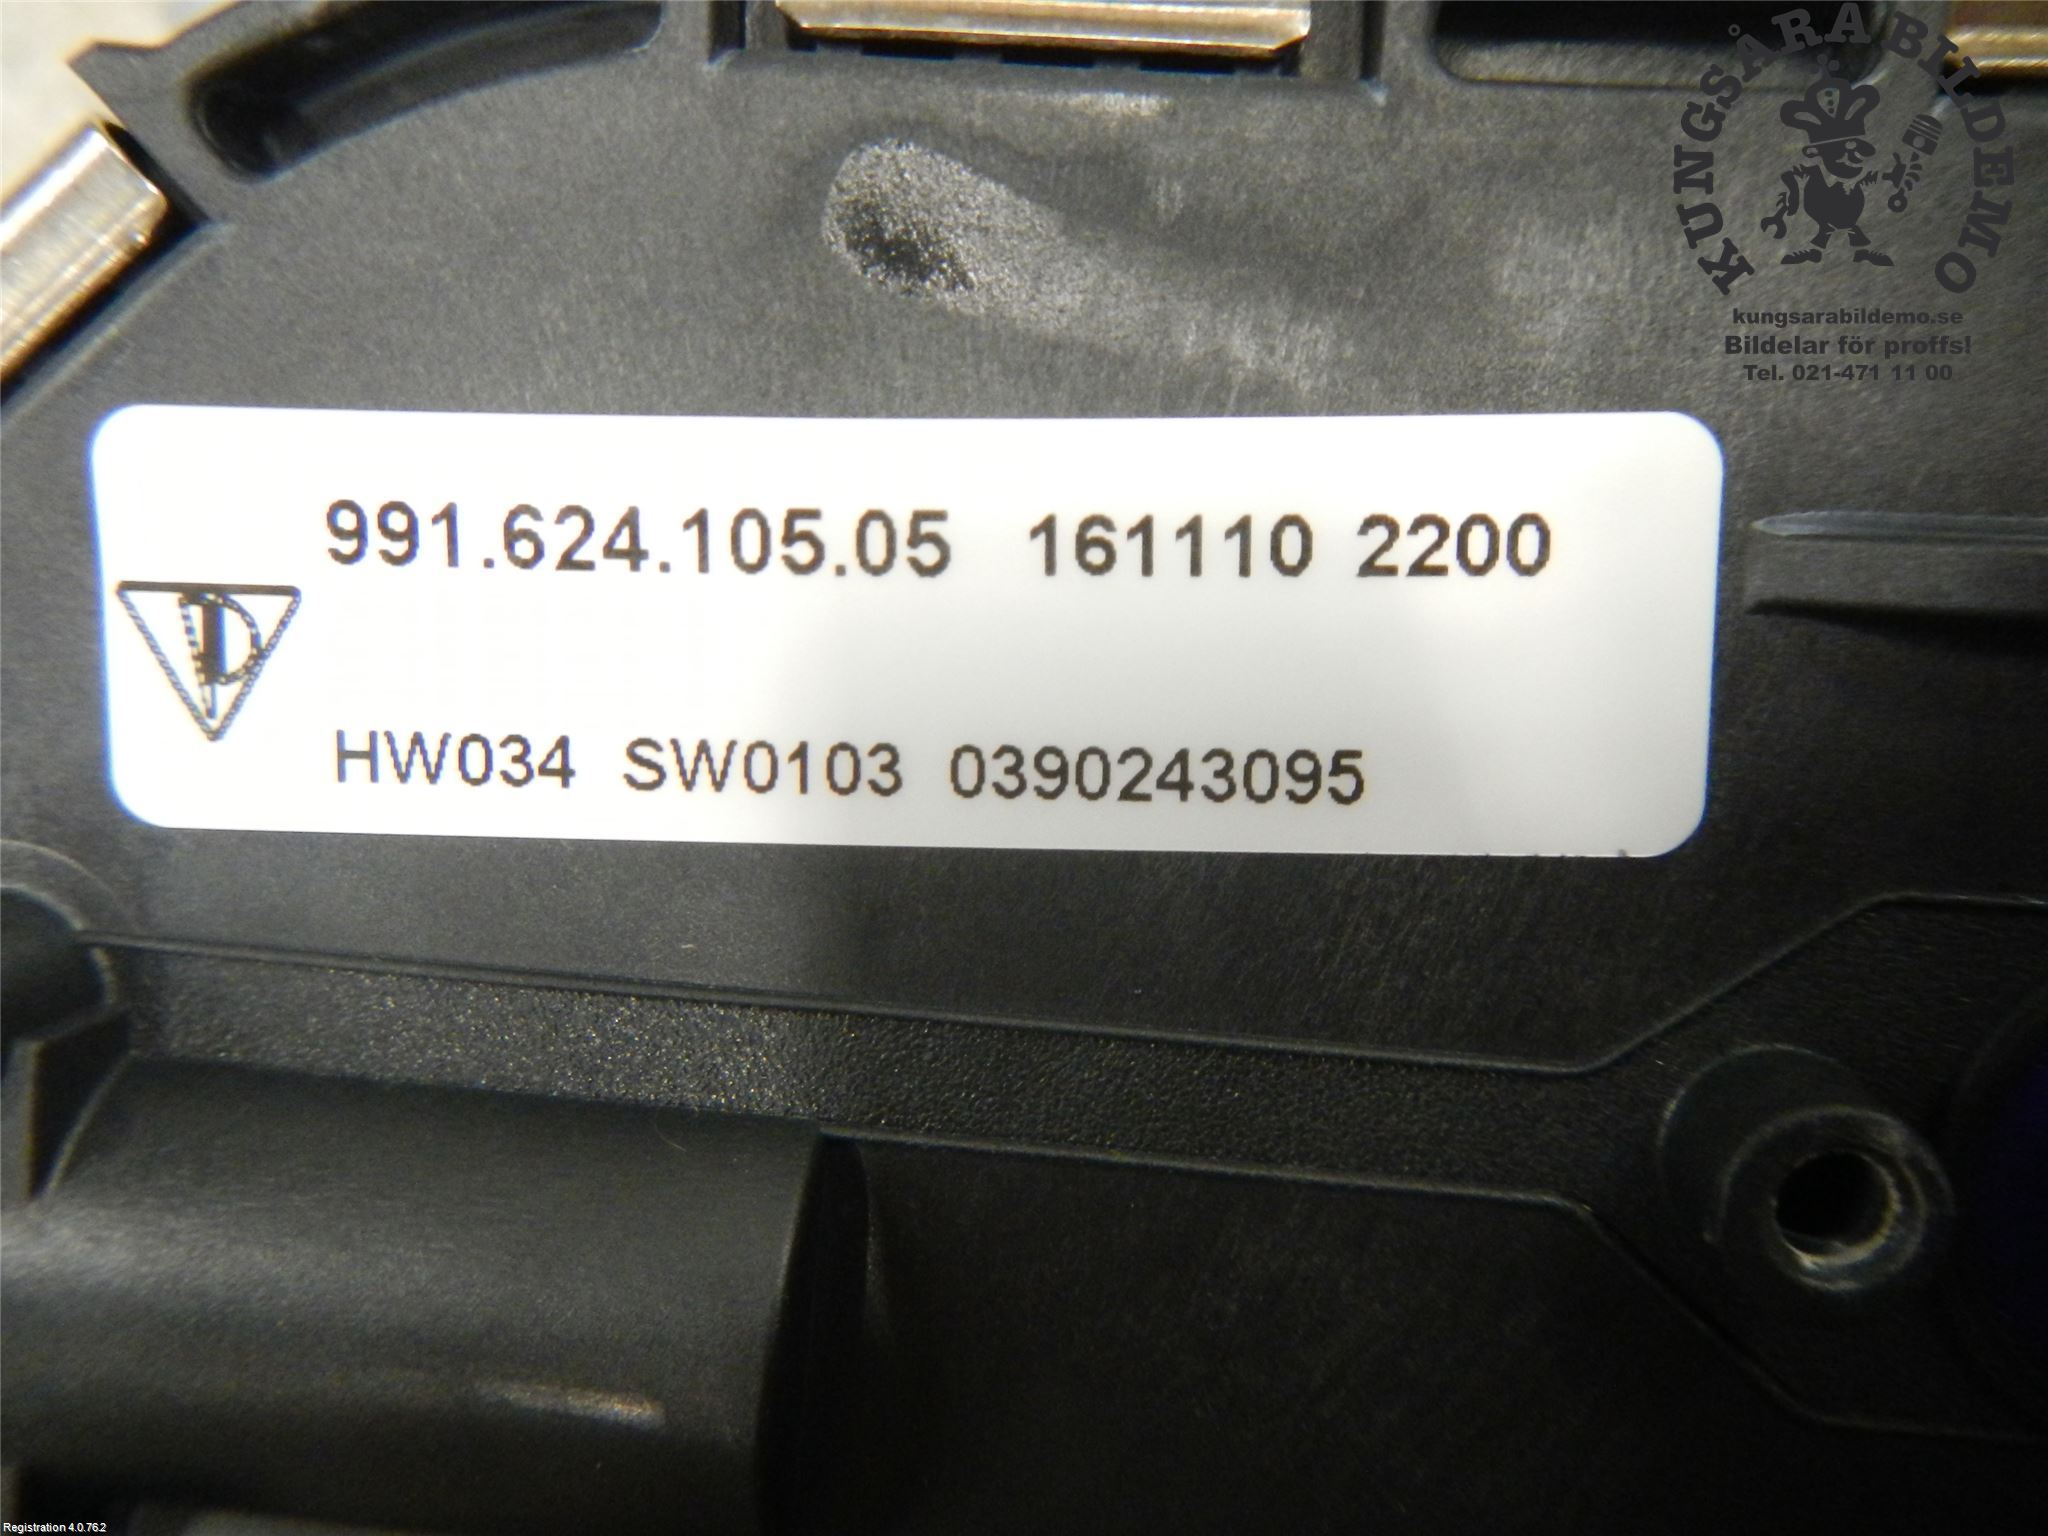 KUNGSÅRA BILDEMO
kungsarabildemo.se
Bildelar för proffs!
Tel. 021-471 11 00
991.624.105.05 161110 2200
HW034 SW0103 0390243095
Registration 4.0.76.2